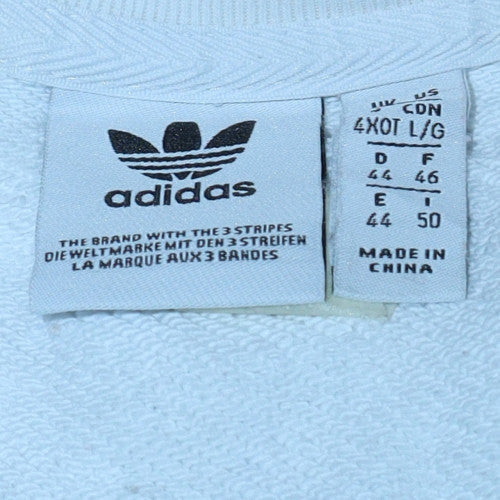 adidas
THE BRAND WITH THE 3 STRIPES
DIE WELTMARKE MIT DEN 3 STREIFEN
LA MARQUE AUX 3 BANDES
US
CDN
L/G
D F
44 46
E I
44 50
MADE IN
CHINA